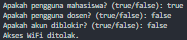 Apakah pengguna mahasiswa? (true/false): true
Apakah pengguna dosen? (true/false): false
Apakah akun diblokir? (true/false): false
Akses WiFi ditolak.